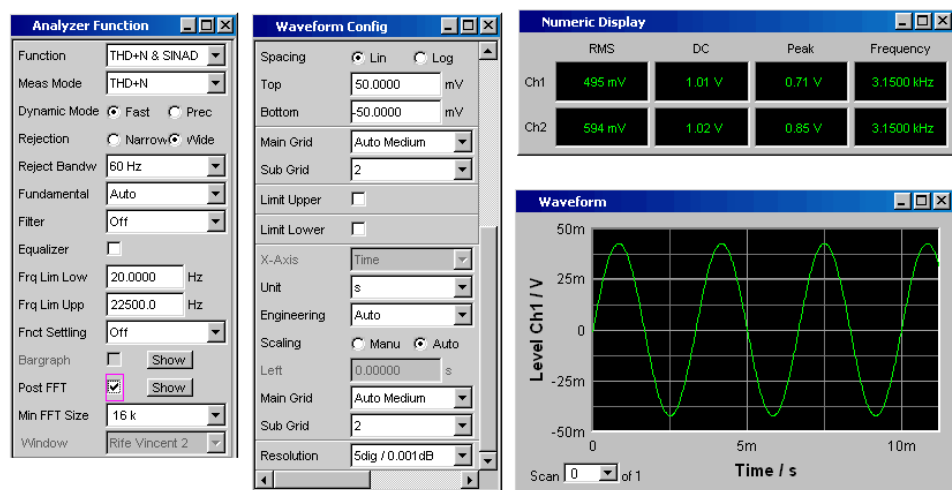 Analyzer Function
Function THD+N & SINAD
Meas Mode THD+N
Dynamic Mode Fast Prec
Rejection Narrow Wide
Reject Bandw 60 Hz
Fundamental Auto
Filter Off
Equalizer
Frq Lim Low 20.0000 Hz
Frq Lim Upp 22500.0 Hz
Fnct Settling Off
Bargraph Show
Post FFT Show
Min FFT Size 16 k
Window Rife Vincent 2
Waveform Config
Spacing Lin Log
Top 50.0000 mV
Bottom -50.0000 mV
Main Grid Auto Medium
Sub Grid 2
Limit Upper
Limit Lower
X-Axis Time
Unit s
Engineering Auto
Scaling Manu Auto
Left 0.00000 s
Main Grid Auto Medium
Sub Grid 2
Resolution 5dig / 0.001dB
Numeric Display
RMS DC Peak Frequency
Ch1 495 mV 1.01 V 0.71 V 3.1500 kHz
Ch2 594 mV 1.02 V 0.85 V 3.1500 kHz
Waveform
Level Ch1 / V
50m
25m
0
-25m
-50m
0 5m 10m
Time / s
Scan 0 of 1